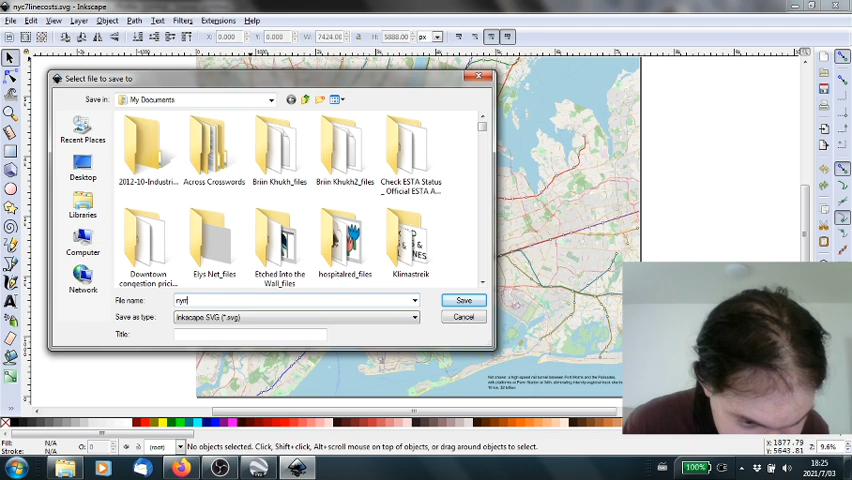 nyc7linecosts.svg - Inkscape
File Edit View Layer Object Path Text Filters Extensions Help
X: 0.000 Y: 0.000 W: 7424.00 H: 5888.00 px
Select file to save to
Save in: My Documents
Recent Places
Desktop
Libraries
Computer
Network
2012-10-Industri...
Across Crosswords
Briin Khukh_files
Briin Khukh2_files
Check ESTA Status
_ Official ESTA A...
Downtown
congestion prici...
Elys Net_files
Etched Into the
Wall_files
hospitalred_files
Klimastreik
File name: nyrr
Save
Save as type: Inkscape SVG (*.svg)
Cancel
Title:
Fill: N/A
Stroke: N/A
O: 0
(root)
No objects selected. Click, Shift+click, Alt+scroll mouse on top of objects, or drag around objects to select.
X: 1877.79
Y: 5643.81
Z: 9.6%
100%
18:25
2021/7/03